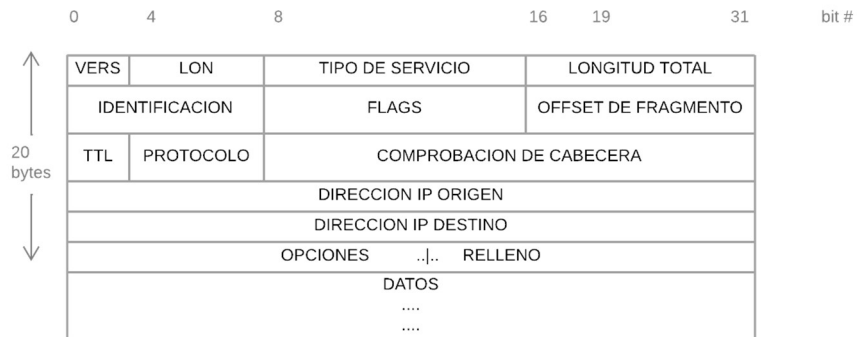 0 4 8 16 19 31 bit #
VERS LON TIPO DE SERVICIO LONGITUD TOTAL
IDENTIFICACION FLAGS OFFSET DE FRAGMENTO
20
bytes
TTL PROTOCOLO COMPROBACION DE CABECERA
DIRECCION IP ORIGEN
DIRECCION IP DESTINO
OPCIONES ..|.. RELLENO
DATOS
....
....